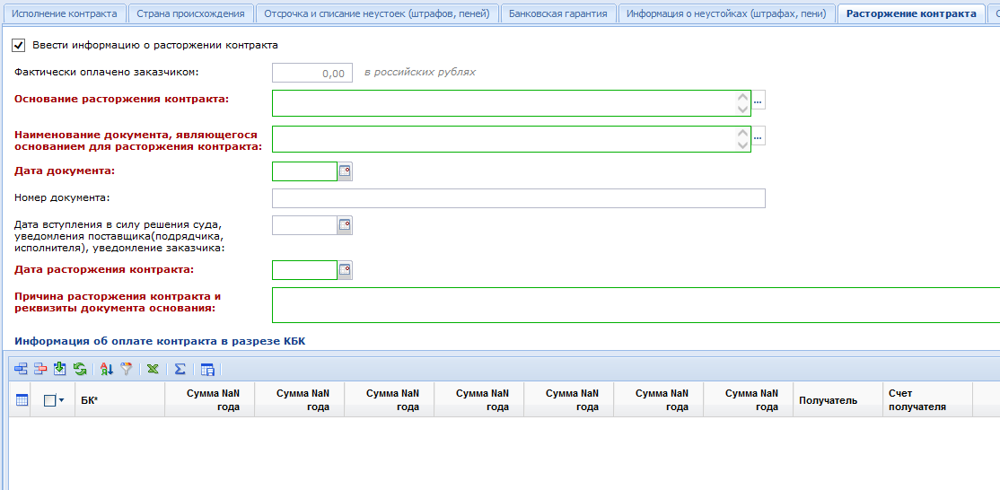 Исполнение контракта Страна происхождения Отсрочка и списание неустоек (штрафов, пеней) Банковская гарантия Информация о неустойках (штрафах, пени) Расторжение контракта
Ввести информацию о расторжении контракта
Фактически оплачено заказчиком: 0,00 в российских рублях
Основание расторжения контракта: ...
Наименование документа, являющегося ...
основанием для расторжения контракта:
Дата документа:
Номер документа:
Дата вступления в силу решения суда,
уведомления поставщика(подрядчика,
исполнителя), уведомление заказчика:
Дата расторжения контракта:
Причина расторжения контракта и
реквизиты документа основания:
Информация об оплате контракта в разрезе КБК
БК* Сумма NaN Сумма NaN Сумма NaN Сумма NaN Сумма NaN Сумма NaN Сумма NaN Получатель Счет
года года года года года года года получателя